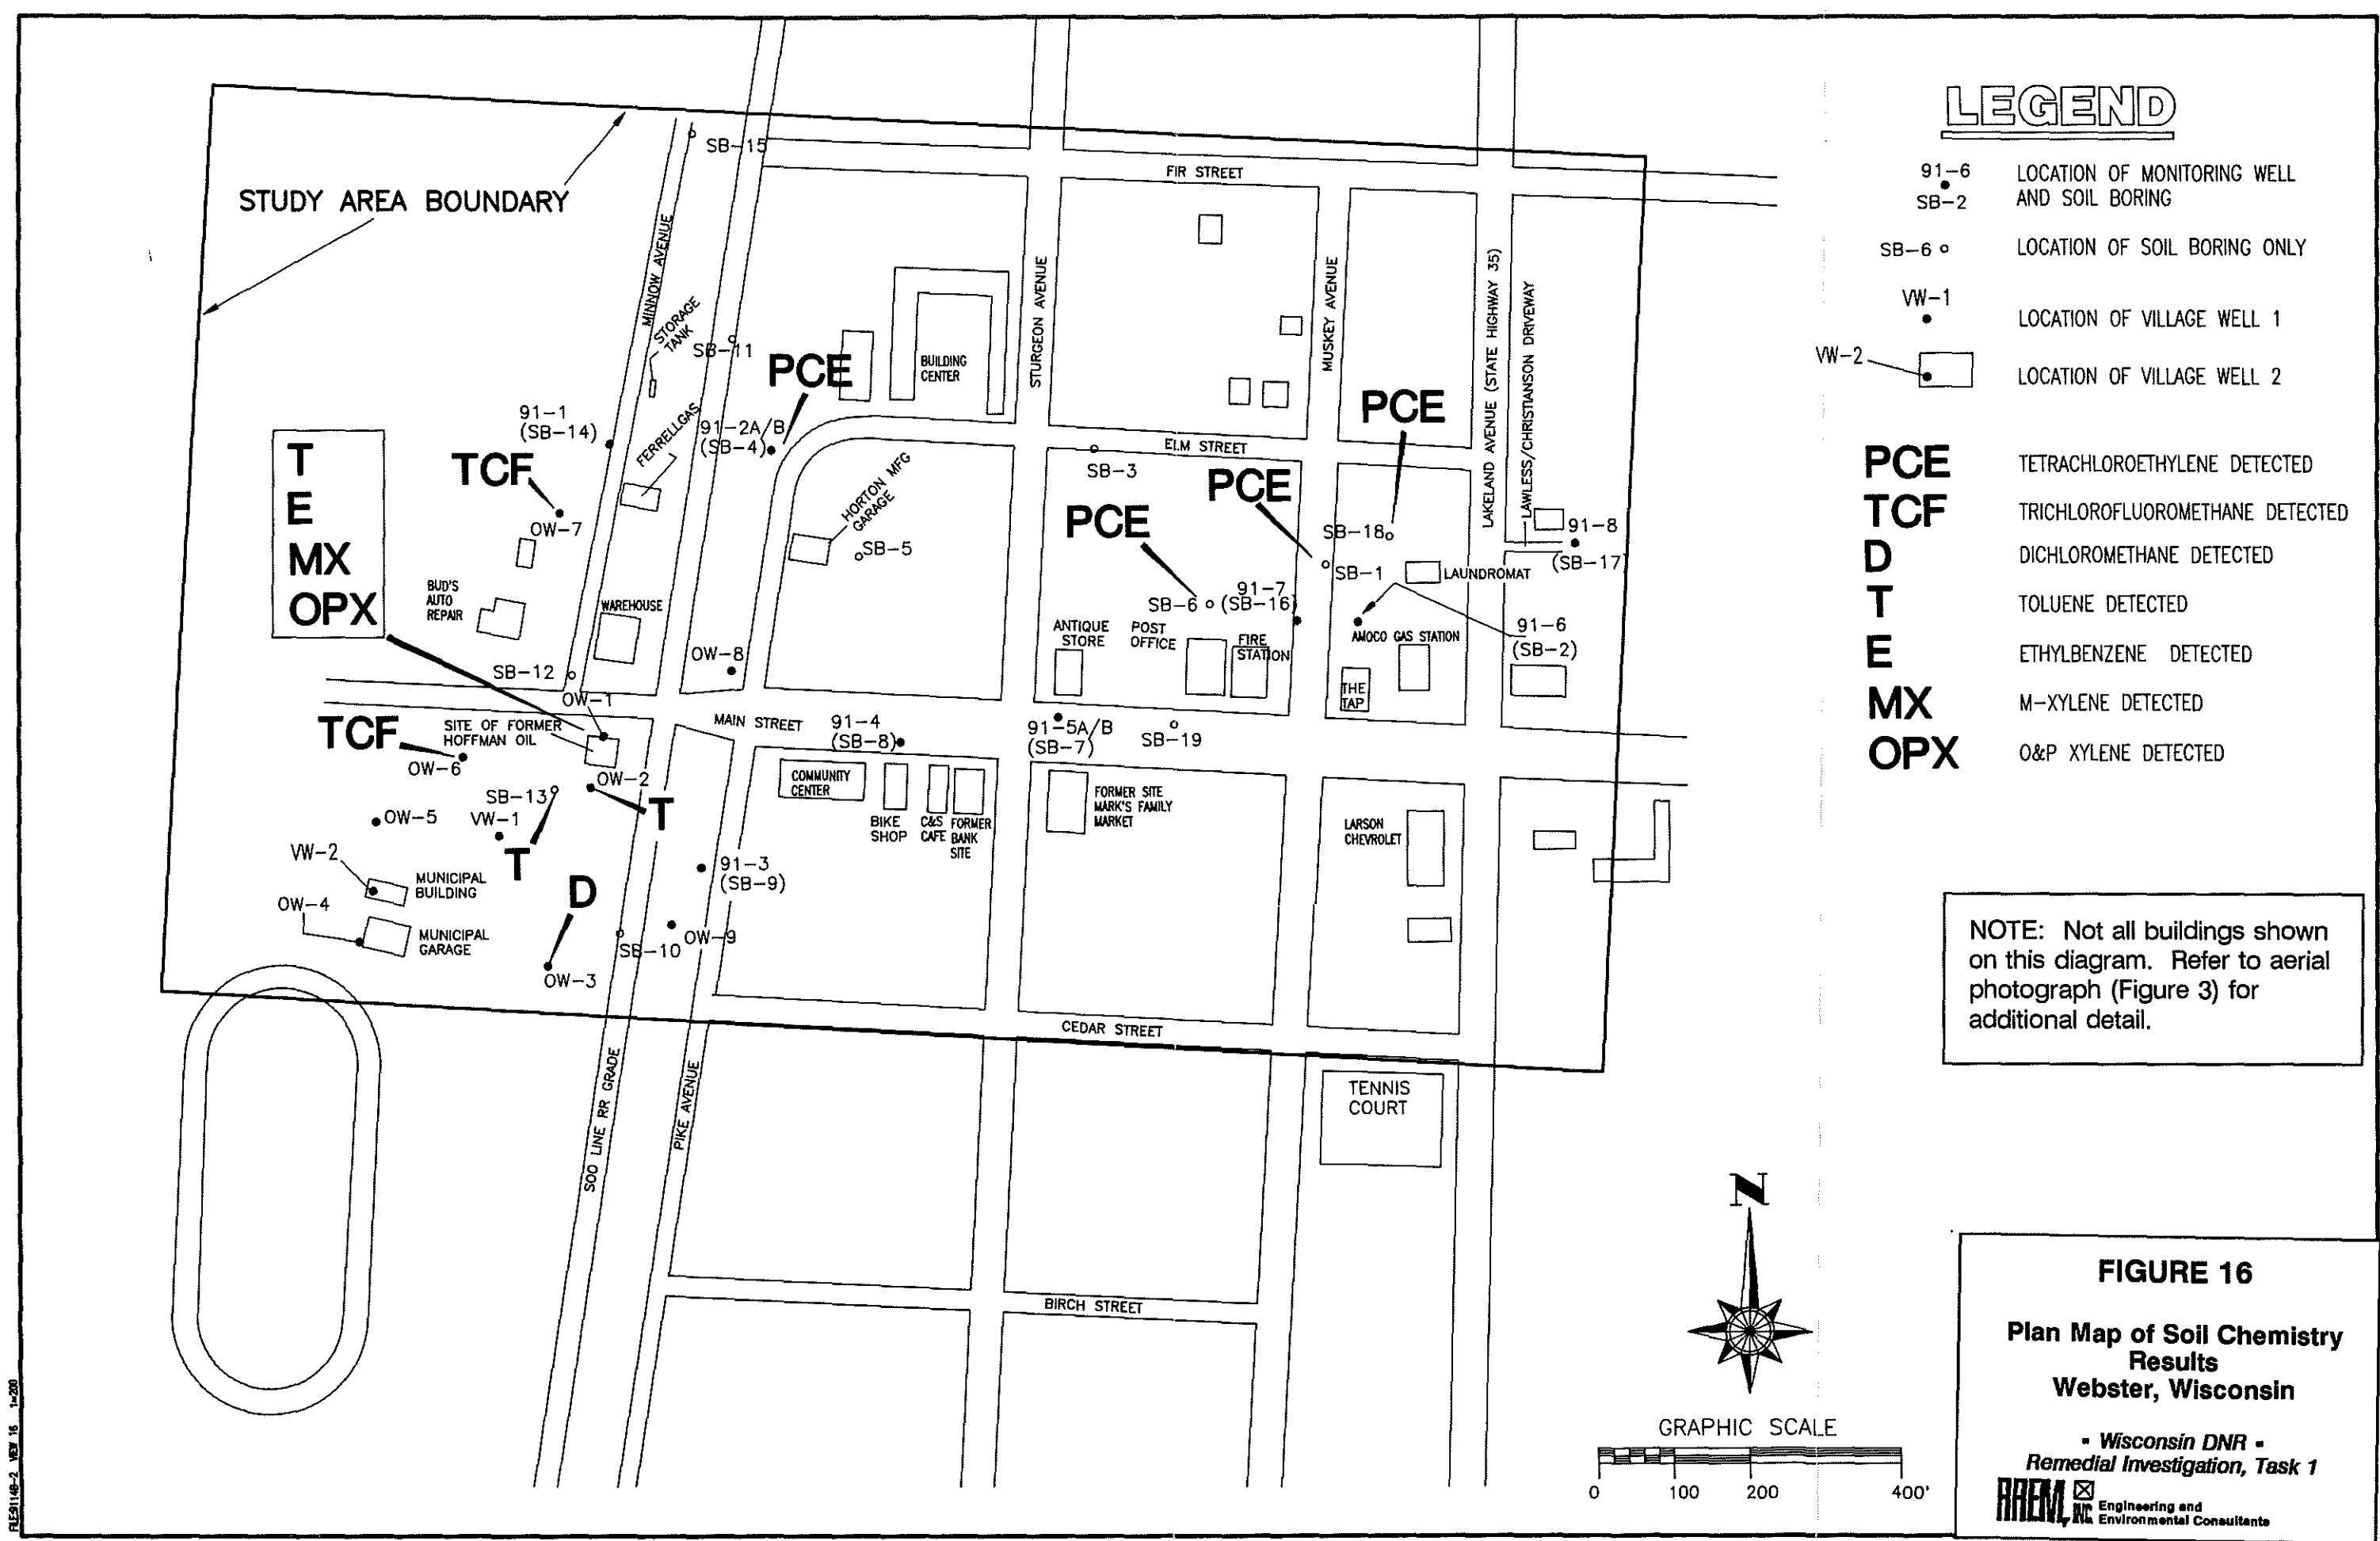 SB-15
FIR STREET
STUDY AREA BOUNDARY
MINNOW AVENUE
STORAGE
TANK
SB-11
PCE
BUILDING
CENTER
STURGEON AVENUE
MUSKEY AVENUE
LAKELAND AVENUE (STATE HIGHWAY 35)
LAWLESS/CHRISTIANSON DRIVEWAY
91-1
(SB-14)
FERRELLGAS
91-2A/B
(SB-4)
PCE
ELM STREET
SB-3
T
E
MX
OPX
TCF
OW-7
HORTON MFG
GARAGE
SB-5
PCE
PCE
SB-18
91-8
(SB-17)
SB-1
LAUNDROMAT
BUD'S
AUTO
REPAIR
WAREHOUSE
SB-6
91-7
(SB-16)
ANTIQUE
STORE
POST
OFFICE
FIRE
STATION
AMOCO GAS STATION
91-6
(SB-2)
THE
TAP
OW-8
SB-12
OW-1
MAIN STREET
SITE OF FORMER
HOFFMAN OIL
TCF
OW-6
91-4
(SB-8)
91-5A/B
(SB-7)
SB-19
OW-2
SB-13
T
COMMUNITY
CENTER
BIKE
SHOP
C&S
CAFE
FORMER
BANK
SITE
FORMER SITE
MARK'S FAMILY
MARKET
LARSON
CHEVROLET
OW-5
VW-1
VW-2
T
91-3
(SB-9)
MUNICIPAL
BUILDING
D
OW-4
MUNICIPAL
GARAGE
SB-10
OW-9
OW-3
CEDAR STREET
SOO LINE RR GRADE
PIKE AVENUE
TENNIS
COURT
BIRCH STREET
LEGEND
91-6
SB-2
LOCATION OF MONITORING WELL
AND SOIL BORING
SB-6
LOCATION OF SOIL BORING ONLY
VW-1
LOCATION OF VILLAGE WELL 1
VW-2
LOCATION OF VILLAGE WELL 2
PCE TETRACHLOROETHYLENE DETECTED
TCF TRICHLOROFLUOROMETHANE DETECTED
D DICHLOROMETHANE DETECTED
T TOLUENE DETECTED
E ETHYLBENZENE DETECTED
MX M-XYLENE DETECTED
OPX O&P XYLENE DETECTED
NOTE: Not all buildings shown
on this diagram. Refer to aerial
photograph (Figure 3) for
additional detail.
N
GRAPHIC SCALE
0 100 200 400'
FIGURE 16
Plan Map of Soil Chemistry
Results
Webster, Wisconsin
- Wisconsin DNR -
Remedial Investigation, Task 1
Engineering and
Environmental Consultants
FILE:91148-2 VIEW 16 1=200